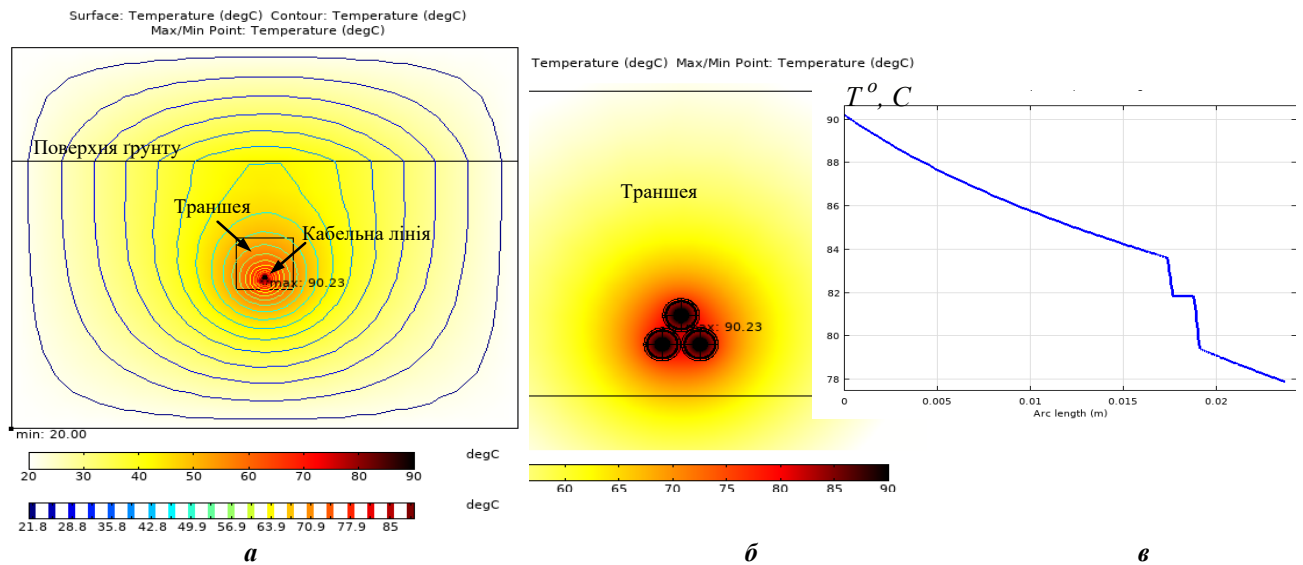 Surface: Temperature (degC) Contour: Temperature (degC)
Max/Min Point: Temperature (degC)
Поверхня ґрунту
Траншея
Кабельна лінія
max: 90.23
min: 20.00
degC
20 30 40 50 60 70 80 90
degC
21.8 28.8 35.8 42.8 49.9 56.9 63.9 70.9 77.9 85
а
Temperature (degC) Max/Min Point: Temperature (degC)
Траншея
max: 90.23
60 65 70 75 80 85 90
б
T º, C
90
88
86
84
82
80
78
0 0.005 0.01 0.015 0.02
Arc length (m)
в